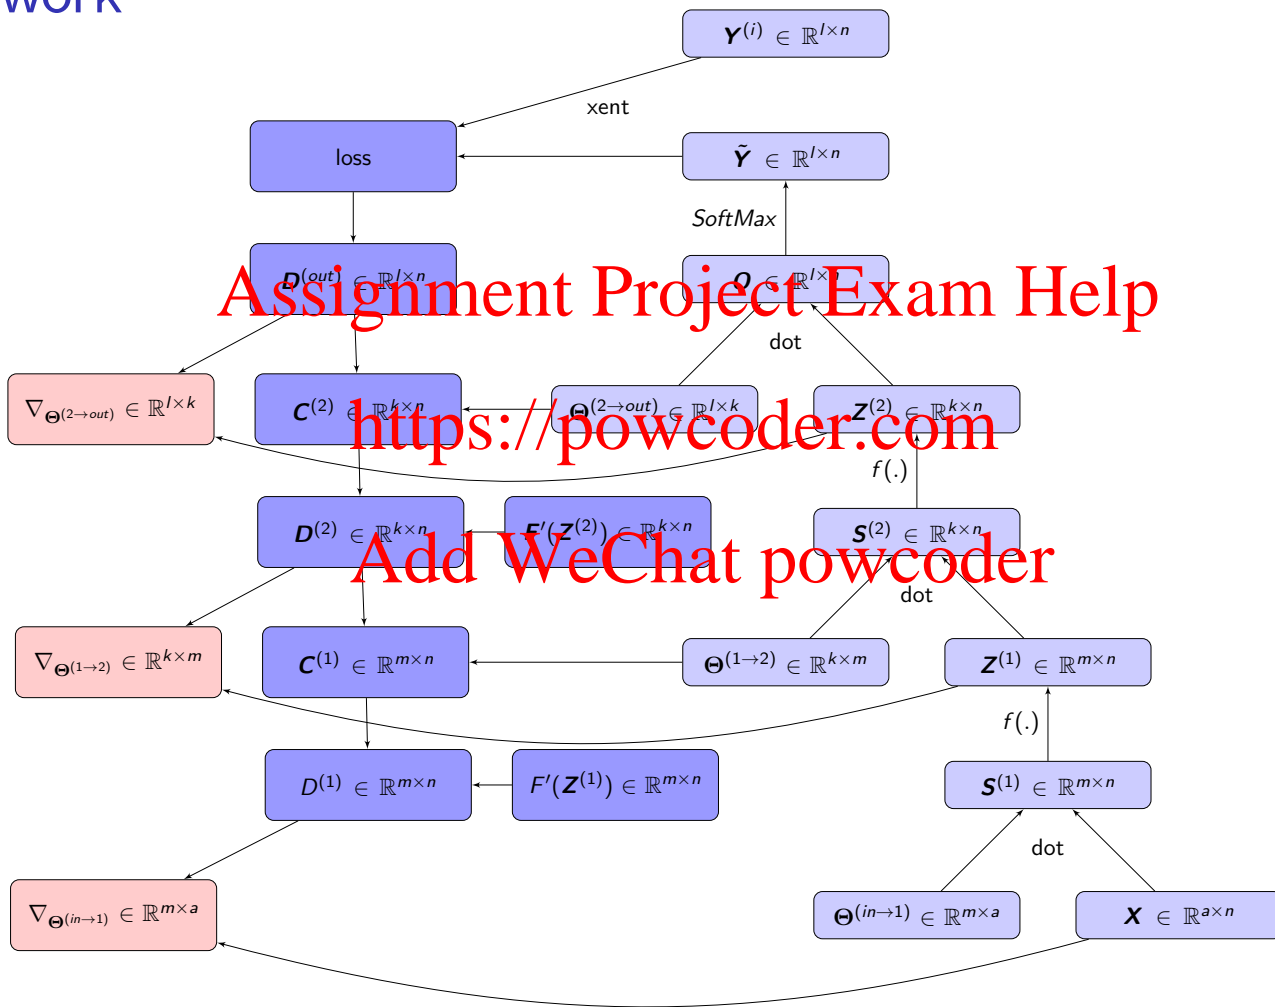 work
Y^(i) ∈ ℝ^{l×n}
xent
loss
Ỹ ∈ ℝ^{l×n}
SoftMax
D^(out) ∈ ℝ^{l×n}
O ∈ ℝ^{l×n}
Assignment Project Exam Help
dot
∇_{Θ^(2→out)} ∈ ℝ^{l×k}
C^(2) ∈ ℝ^{k×n}
Θ^(2→out) ∈ ℝ^{l×k}
Z^(2) ∈ ℝ^{k×n}
https://powcoder.com
f(.)
D^(2) ∈ ℝ^{k×n}
F′(Z^(2)) ∈ ℝ^{k×n}
S^(2) ∈ ℝ^{k×n}
Add WeChat powcoder
dot
∇_{Θ^(1→2)} ∈ ℝ^{k×m}
C^(1) ∈ ℝ^{m×n}
Θ^(1→2) ∈ ℝ^{k×m}
Z^(1) ∈ ℝ^{m×n}
f(.)
D^(1) ∈ ℝ^{m×n}
F′(Z^(1)) ∈ ℝ^{m×n}
S^(1) ∈ ℝ^{m×n}
dot
∇_{Θ^(in→1)} ∈ ℝ^{m×a}
Θ^(in→1) ∈ ℝ^{m×a}
X ∈ ℝ^{a×n}